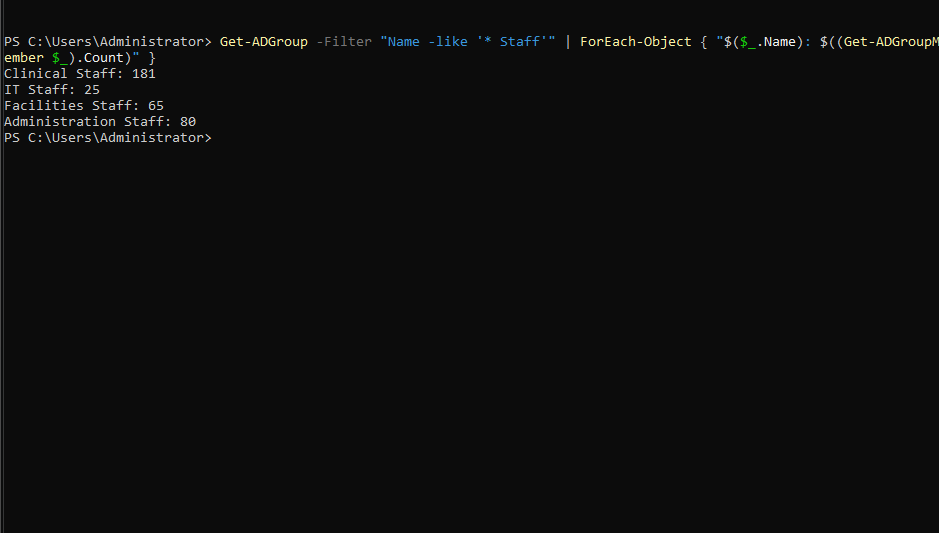 PS C:\Users\Administrator> Get-ADGroup -Filter "Name -like '* Staff'" | ForEach-Object { "$($_.Name): $((Get-ADGroupM
ember $_).Count)" }
Clinical Staff: 181
IT Staff: 25
Facilities Staff: 65
Administration Staff: 80
PS C:\Users\Administrator>